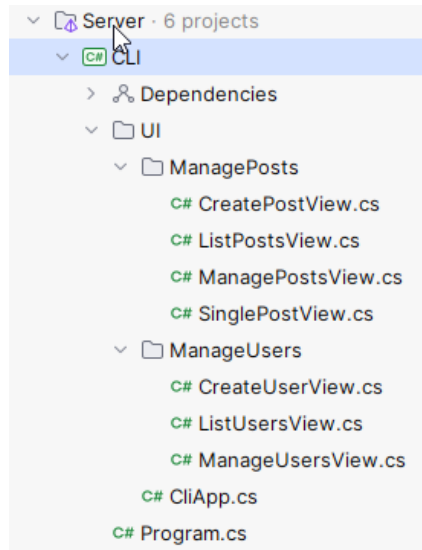 Server · 6 projects
C# CLI
Dependencies
UI
ManagePosts
C# CreatePostView.cs
C# ListPostsView.cs
C# ManagePostsView.cs
C# SinglePostView.cs
ManageUsers
C# CreateUserView.cs
C# ListUsersView.cs
C# ManageUsersView.cs
C# CliApp.cs
C# Program.cs